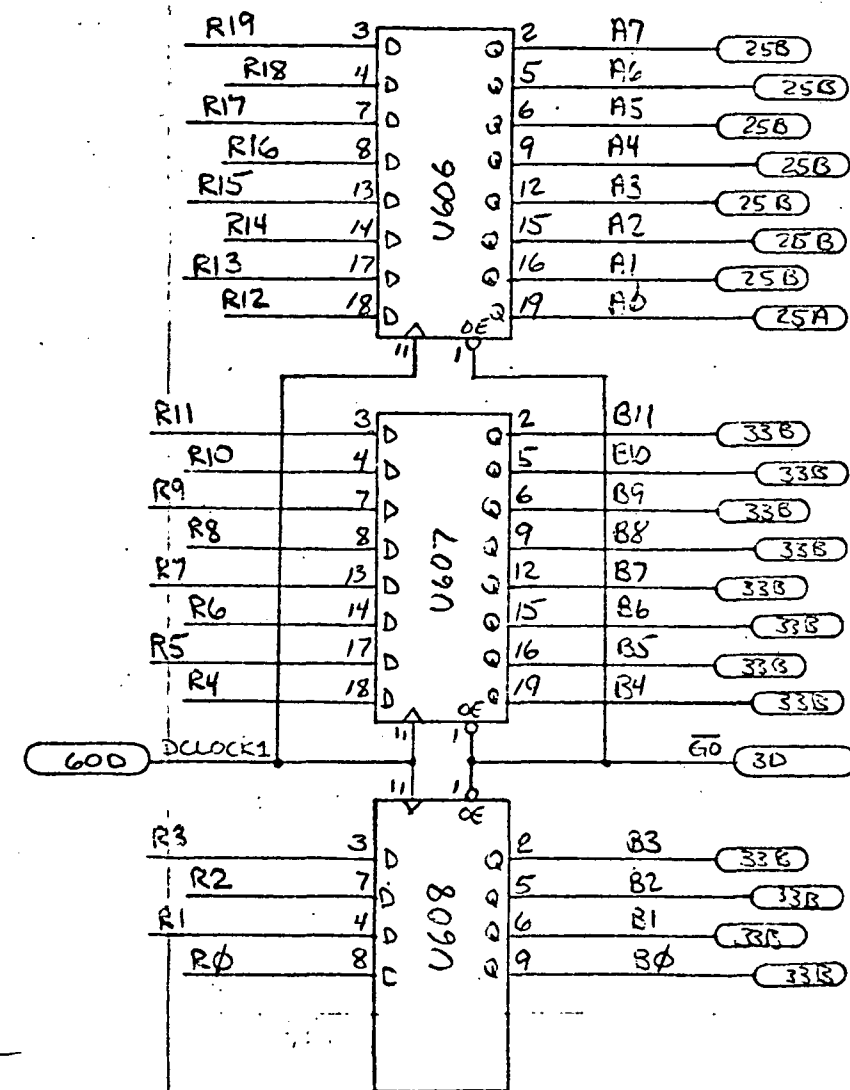 R19 3 D Q 2 A7 25B
R18 4 D Q 5 A6 25B
R17 7 D Q 6 A5 25B
R16 8 D Q 9 A4 25B
U606
R15 13 D Q 12 A3 25B
R14 14 D Q 15 A2 25B
R13 17 D Q 16 A1 25B
R12 18 D Q 19 A0 25A
11 1 OE
R11 3 D Q 2 B11 33B
R10 4 D Q 5 B10 33B
R9 7 D Q 6 B9 33B
R8 8 D Q 9 B8 33B
U607
R7 13 D Q 12 B7 33B
R6 14 D Q 15 B6 33B
R5 17 D Q 16 B5 33B
R4 18 D Q 19 B4 33B
11 1 OE
60D DCLOCK1 G̅O̅ 3D
11 1 OE
R3 3 D Q 2 B3 33B
R2 7 D Q 5 B2 33B
U608
R1 4 D Q 6 B1 33B
RØ 8 D Q 9 BØ 33B